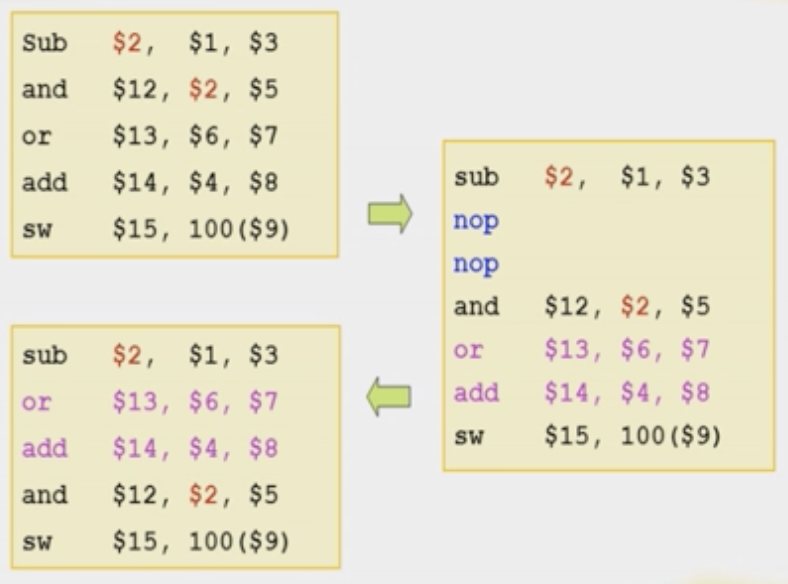 Sub $2, $1, $3
and $12, $2, $5
or $13, $6, $7
add $14, $4, $8
sw $15, 100($9)
sub $2, $1, $3
nop
nop
and $12, $2, $5
or $13, $6, $7
add $14, $4, $8
sw $15, 100($9)
sub $2, $1, $3
or $13, $6, $7
add $14, $4, $8
and $12, $2, $5
sw $15, 100($9)